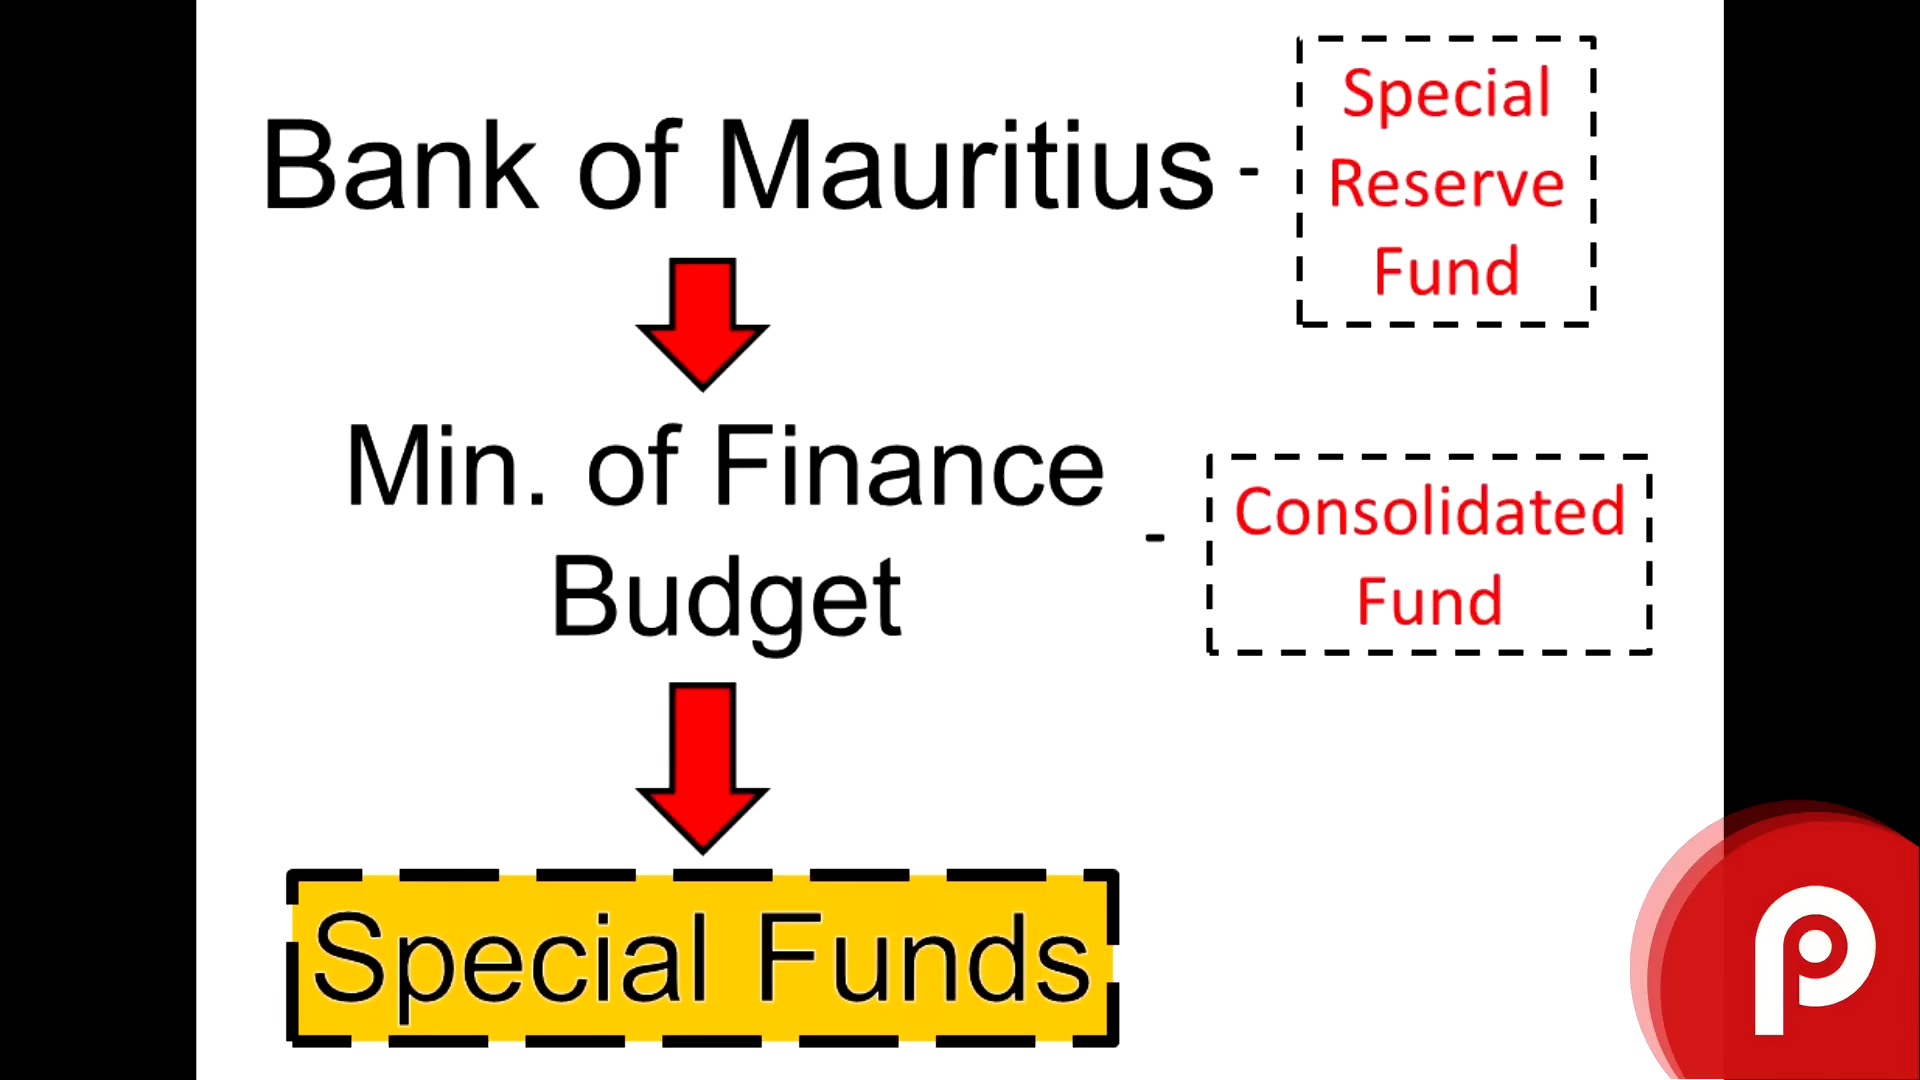 Bank of Mauritius -
Special
Reserve
Fund
Min. of Finance
Budget
-
Consolidated
Fund
Special Funds